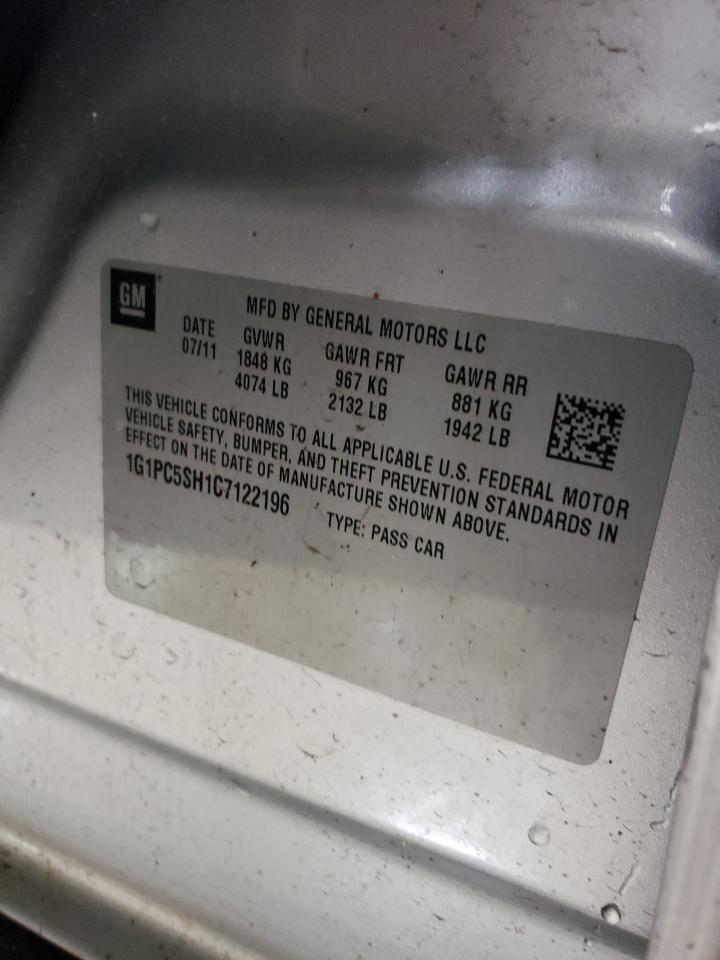 GM
MFD BY GENERAL MOTORS LLC
DATE GVWR GAWR FRT GAWR RR
07/11 1848 KG 967 KG 881 KG
4074 LB 2132 LB 1942 LB
THIS VEHICLE CONFORMS TO ALL APPLICABLE U.S. FEDERAL MOTOR
VEHICLE SAFETY, BUMPER, AND THEFT PREVENTION STANDARDS IN
EFFECT ON THE DATE OF MANUFACTURE SHOWN ABOVE.
1G1PC5SH1C7122196 TYPE: PASS CAR